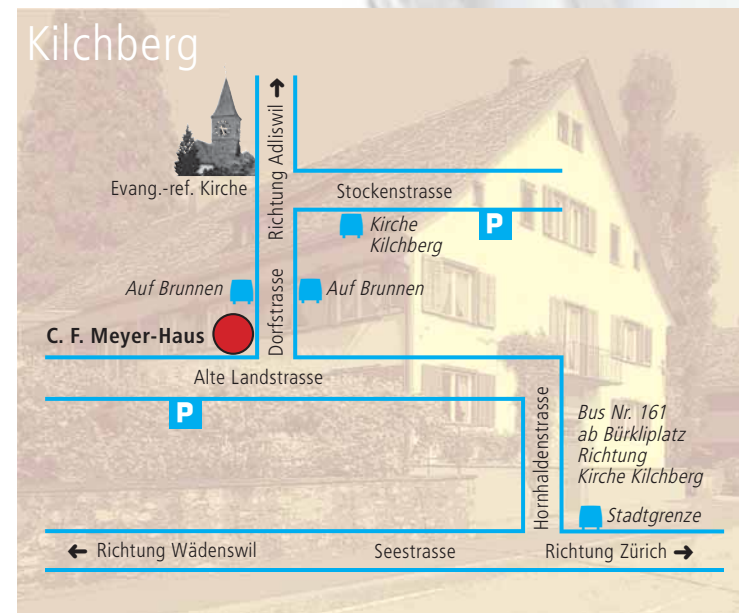 Kilchberg
Richtung Adliswil
Evang.-ref. Kirche
Stockenstrasse
Kirche
Kilchberg
P
Auf Brunnen
Auf Brunnen
Dorfstrasse
C. F. Meyer-Haus
Alte Landstrasse
P
Hornhaldenstrasse
Bus Nr. 161
ab Bürkliplatz
Richtung
Kirche Kilchberg
Stadtgrenze
← Richtung Wädenswil
Seestrasse
Richtung Zürich →